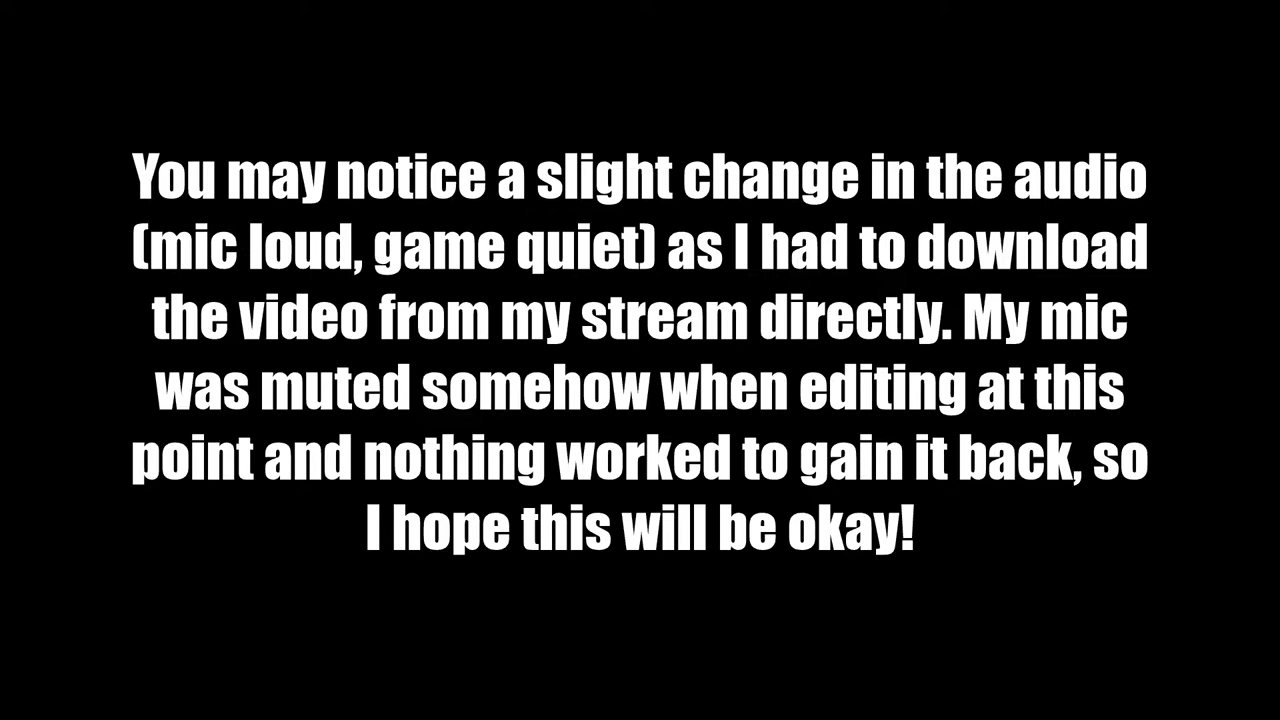 You may notice a slight change in the audio
(mic loud, game quiet) as I had to download
the video from my stream directly. My mic
was muted somehow when editing at this
point and nothing worked to gain it back, so
I hope this will be okay!